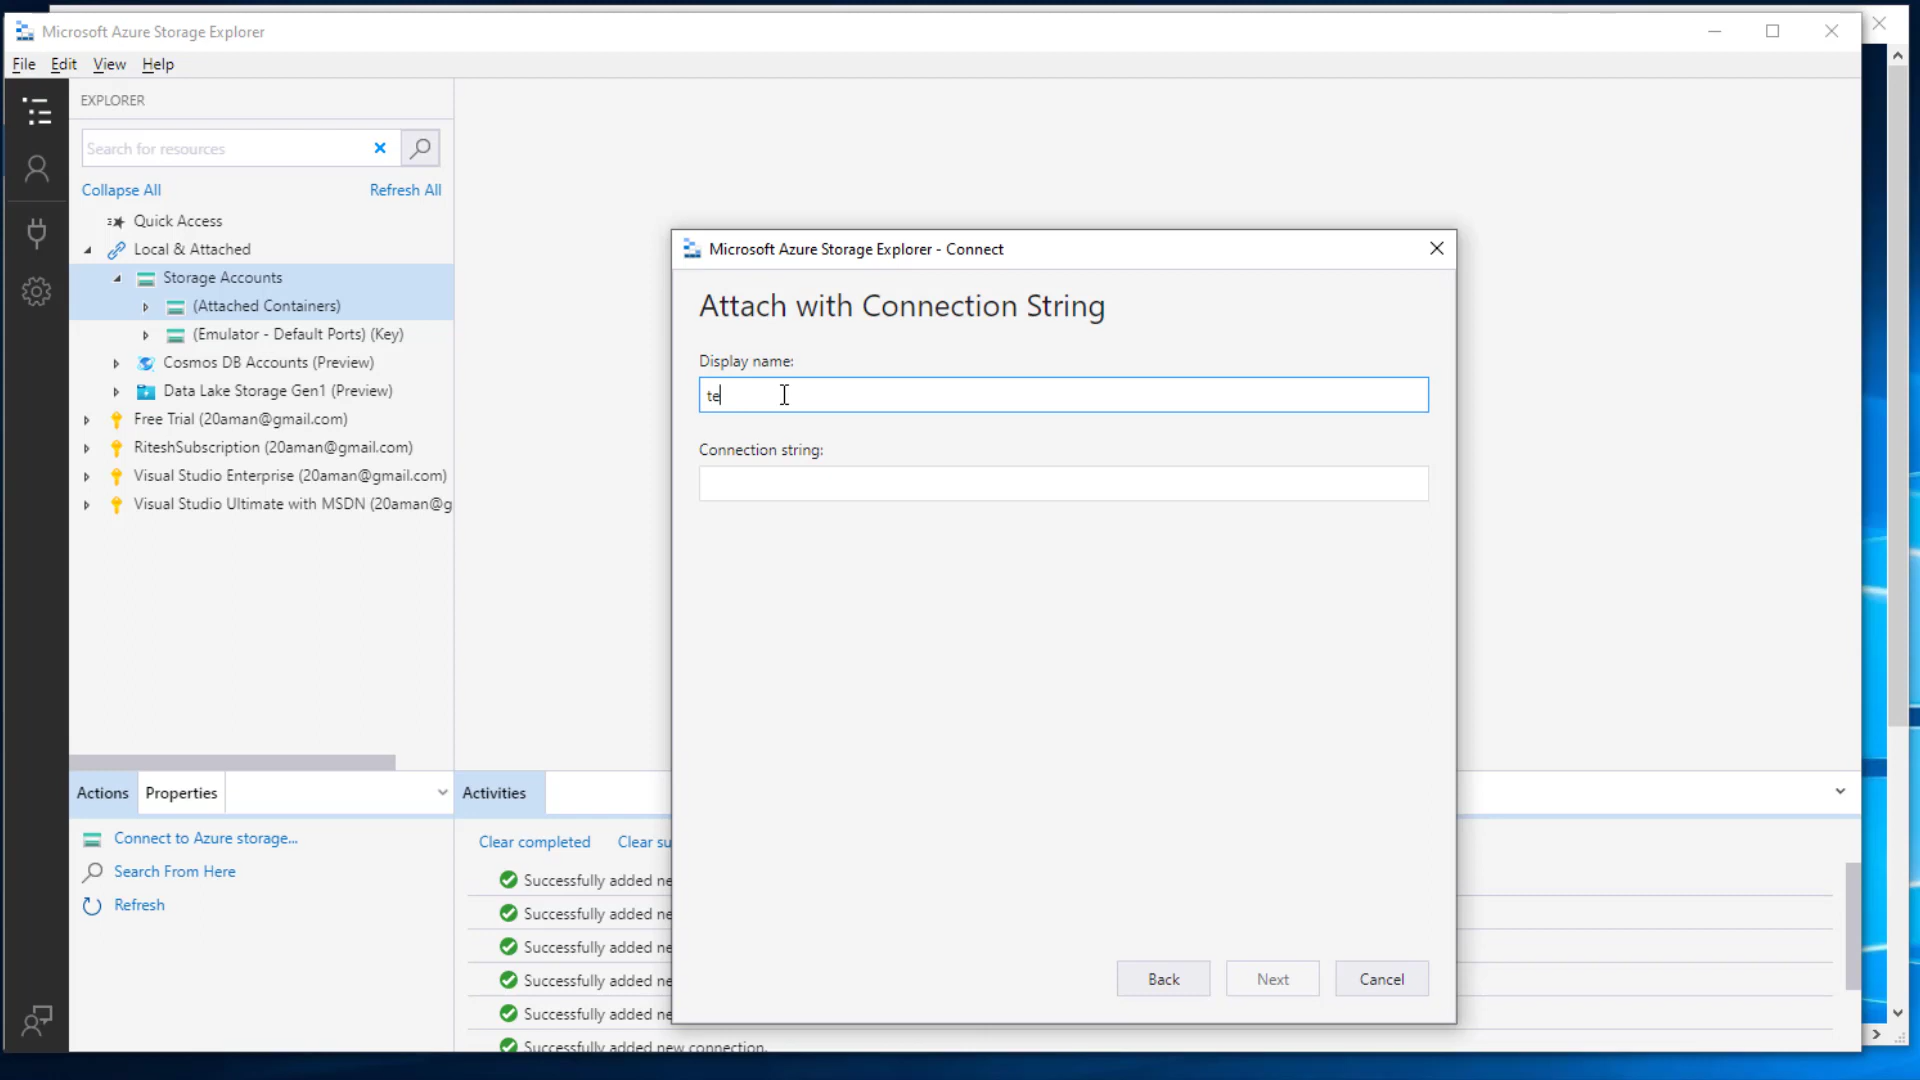 Microsoft Azure Storage Explorer
File Edit View Help
EXPLORER
Search for resources
Collapse All Refresh All
Quick Access
Local & Attached
Storage Accounts
(Attached Containers)
(Emulator - Default Ports) (Key)
Cosmos DB Accounts (Preview)
Data Lake Storage Gen1 (Preview)
Free Trial (20aman@gmail.com)
RiteshSubscription (20aman@gmail.com)
Visual Studio Enterprise (20aman@gmail.com)
Visual Studio Ultimate with MSDN (20aman@g
Microsoft Azure Storage Explorer - Connect
Attach with Connection String
Display name:
te
Connection string:
Back Next Cancel
Actions Properties
Connect to Azure storage...
Search From Here
Refresh
Activities
Clear completed Clear su
Successfully added ne
Successfully added ne
Successfully added ne
Successfully added ne
Successfully added ne
Successfully added new connection.